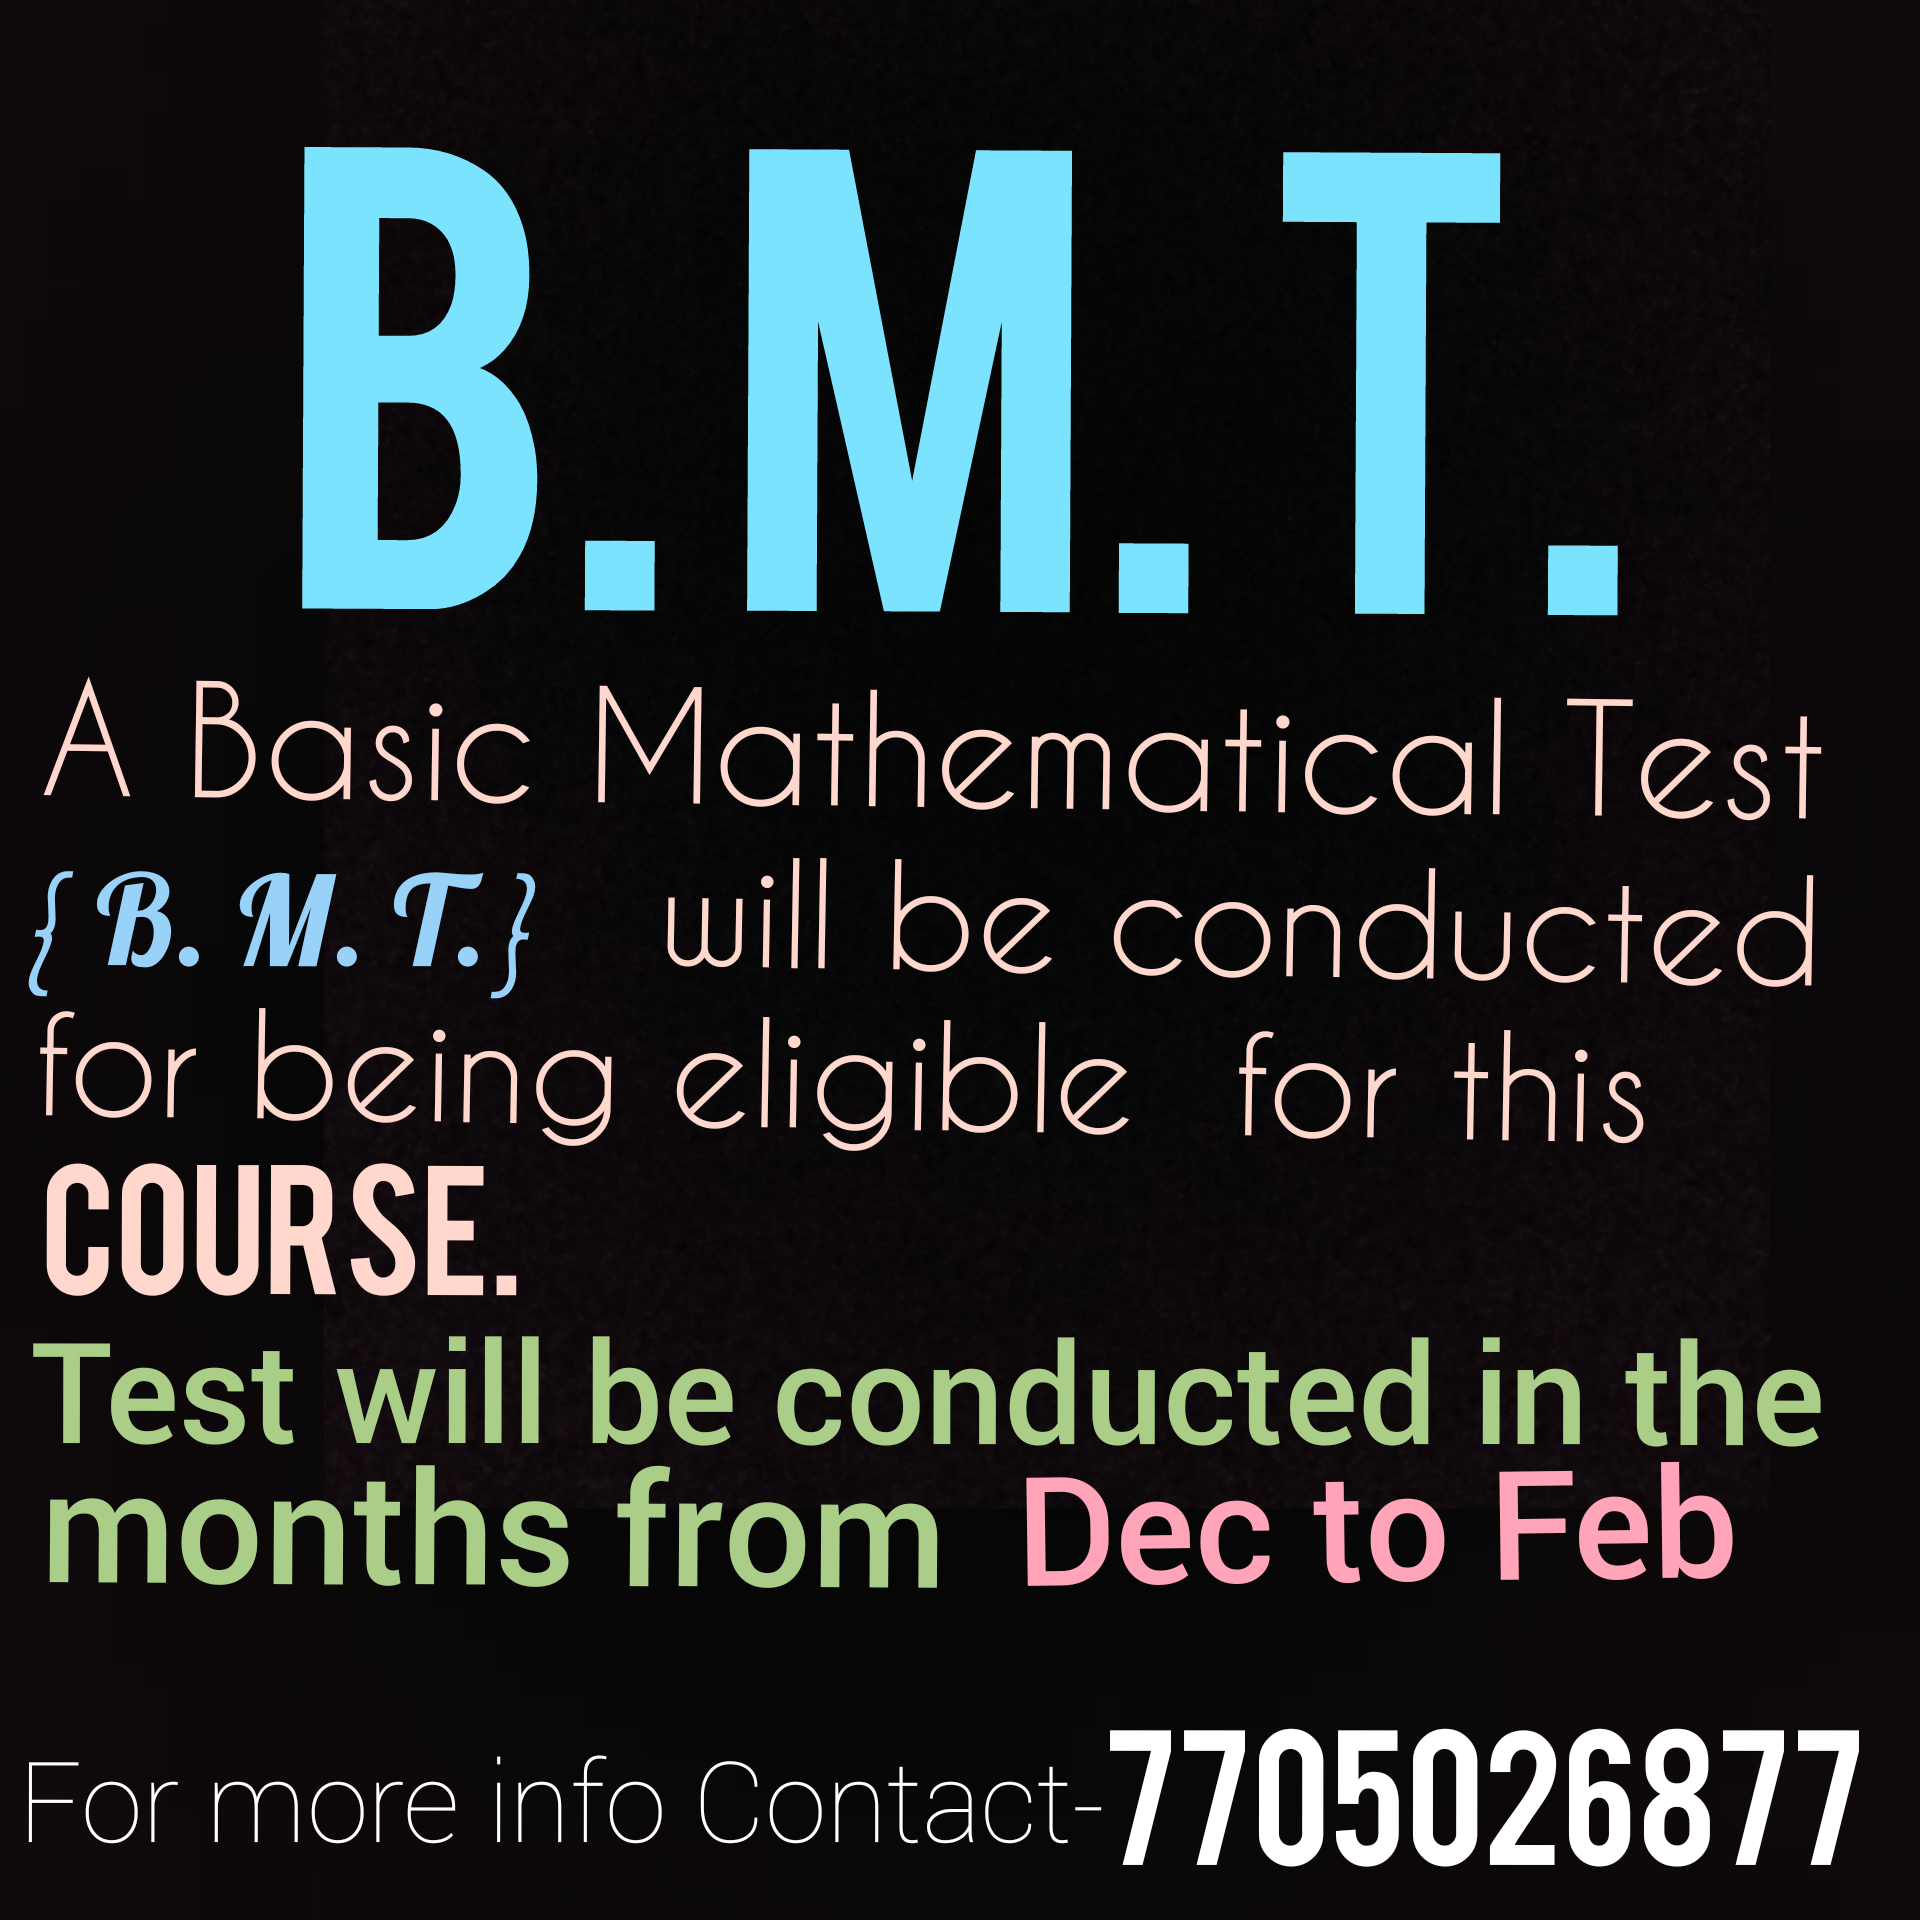 B.M.T.
A Basic Mathematical Test
{B. M. T.} will be conducted
for being eligible for this
COURSE.
Test will be conducted in the
months from Dec to Feb
For more info Contact-7705026877